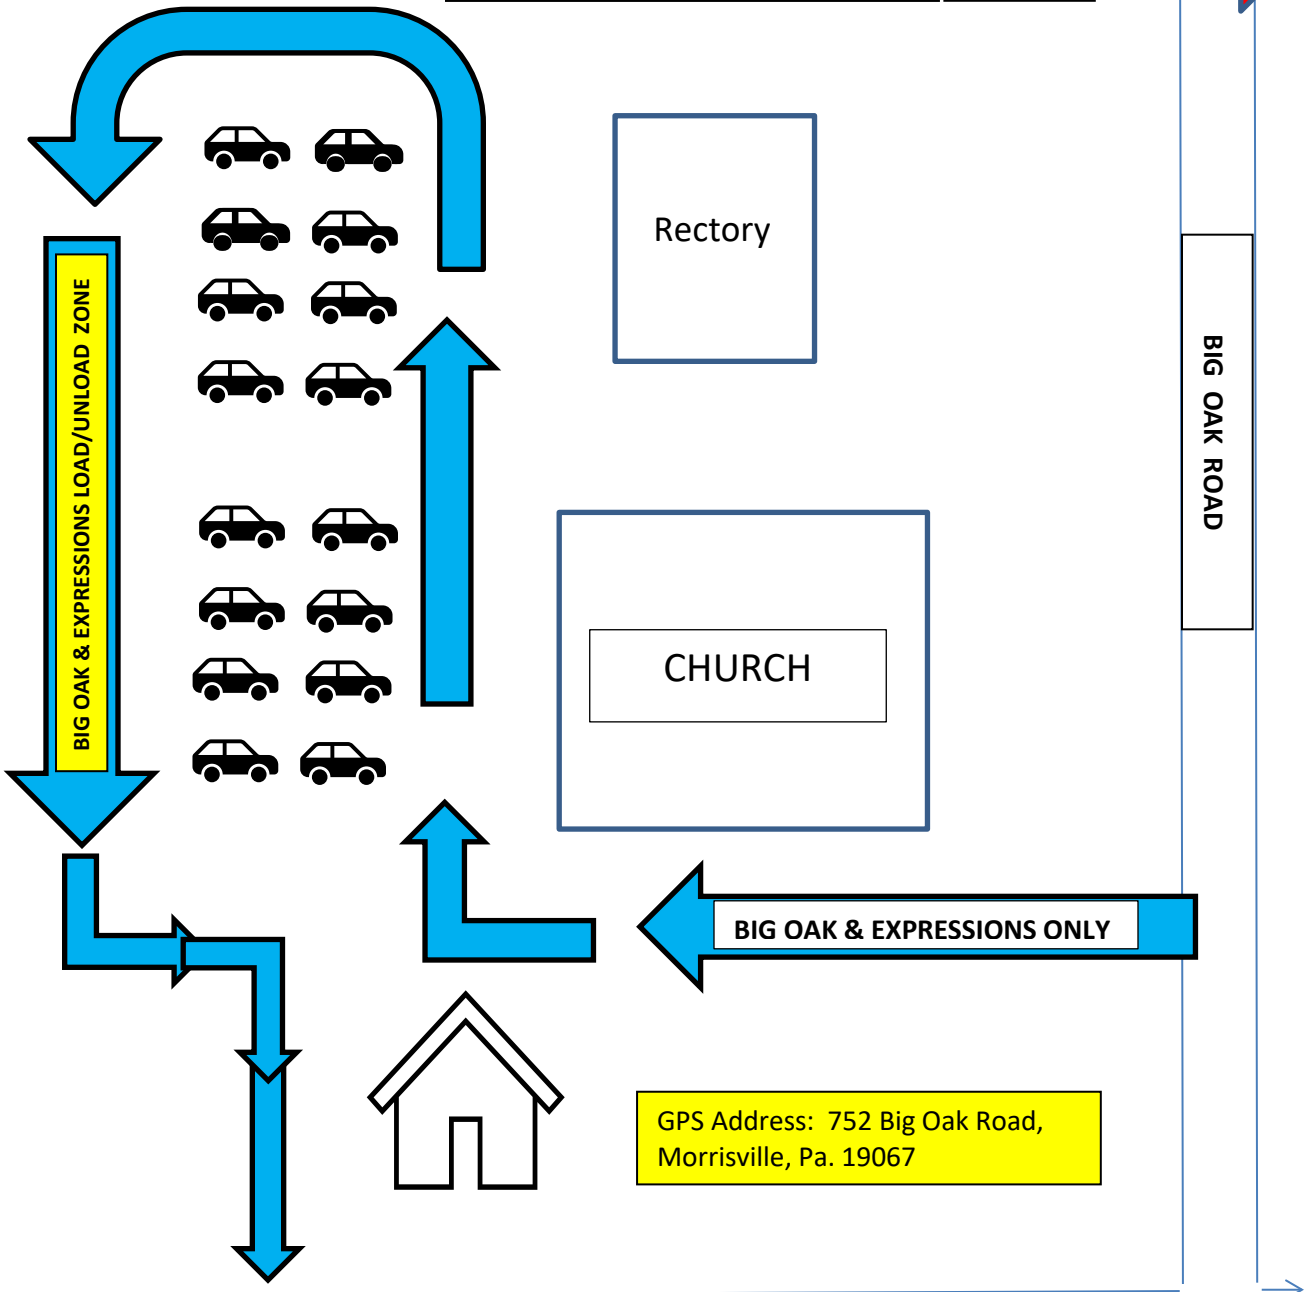 Rectory
BIG OAK ROAD
BIG OAK & EXPRESSIONS LOAD/UNLOAD ZONE
CHURCH
BIG OAK & EXPRESSIONS ONLY
GPS Address: 752 Big Oak Road,
Morrisville, Pa. 19067